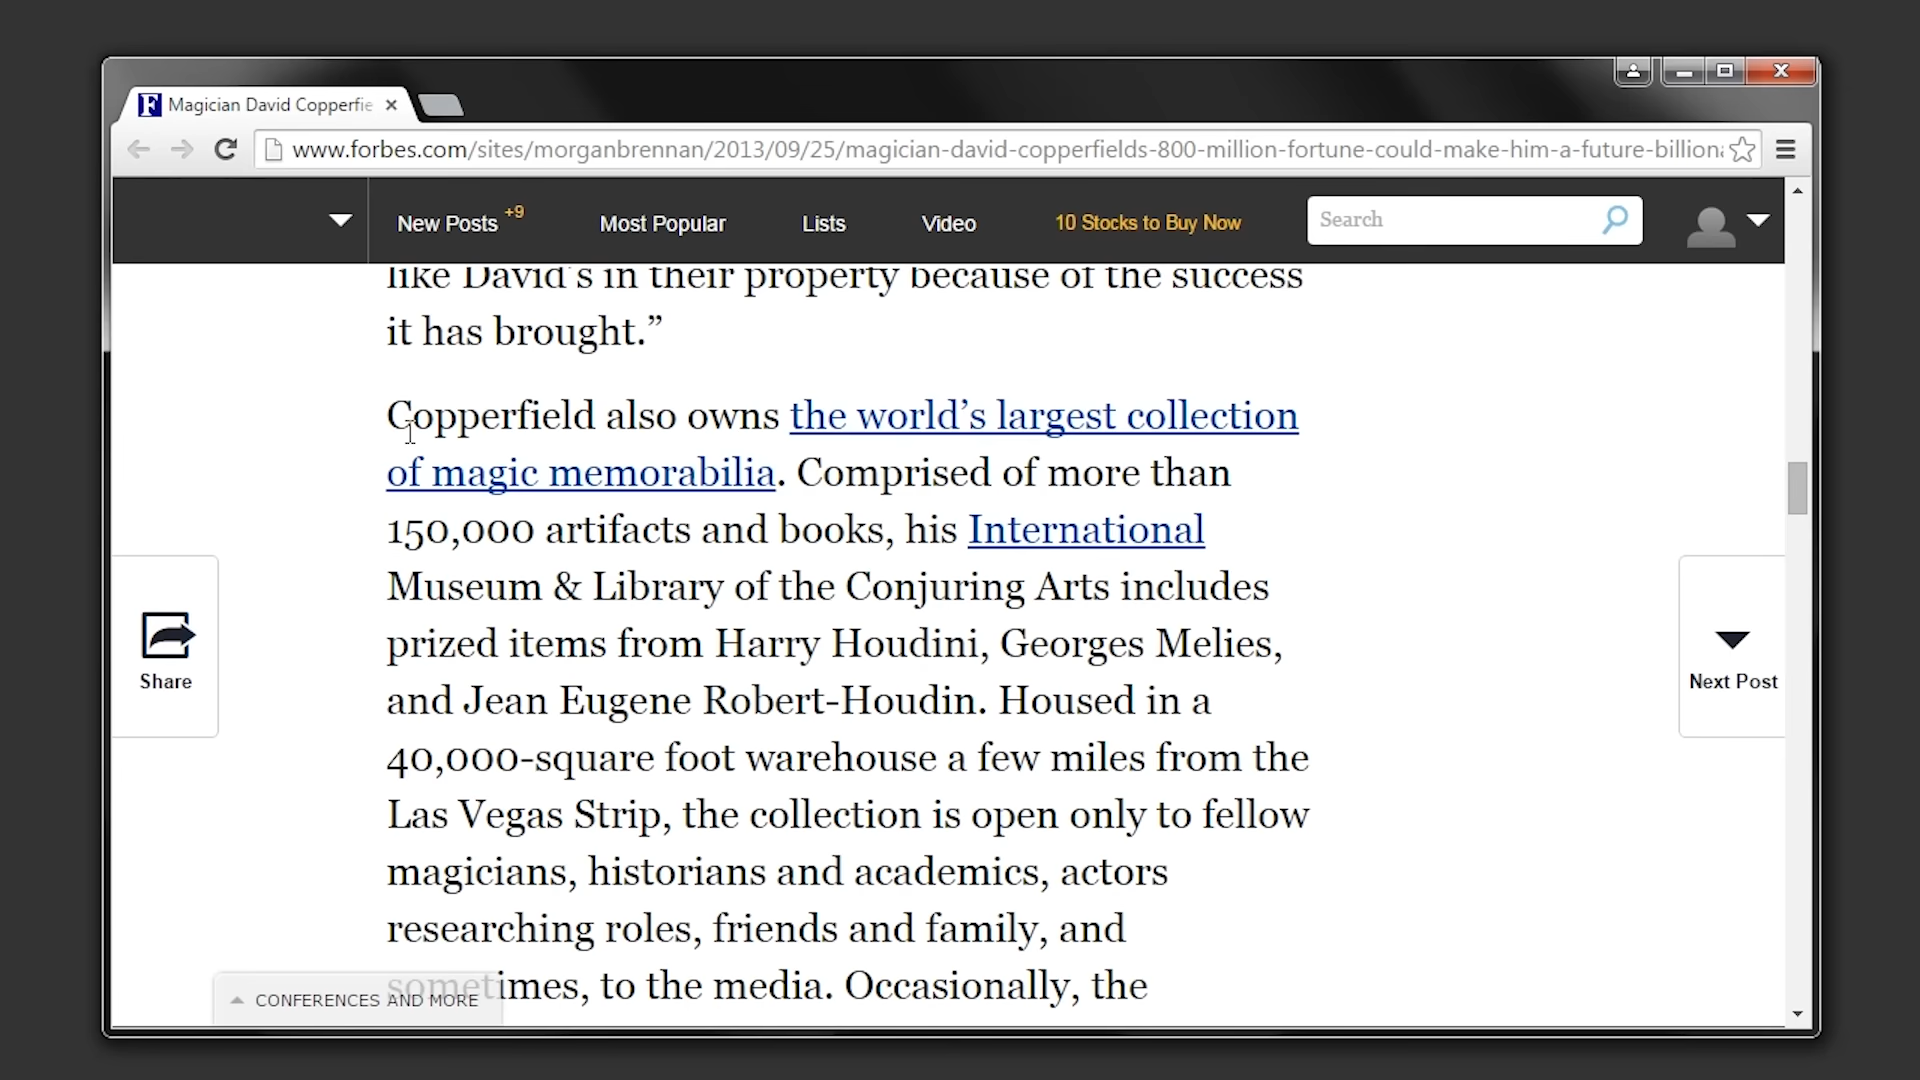 Magician David Copperfie
www.forbes.com/sites/morganbrennan/2013/09/25/magician-david-copperfields-800-million-fortune-could-make-him-a-future-billion
New Posts +9 Most Popular Lists Video 10 Stocks to Buy Now Search
like David's in their property because of the success
it has brought.”
Copperfield also owns the world’s largest collection
of magic memorabilia. Comprised of more than
150,000 artifacts and books, his International
Museum & Library of the Conjuring Arts includes
prized items from Harry Houdini, Georges Melies,
and Jean Eugene Robert-Houdin. Housed in a
40,000-square foot warehouse a few miles from the
Las Vegas Strip, the collection is open only to fellow
magicians, historians and academics, actors
researching roles, friends and family, and
sometimes, to the media. Occasionally, the
Share
Next Post
CONFERENCES AND MORE